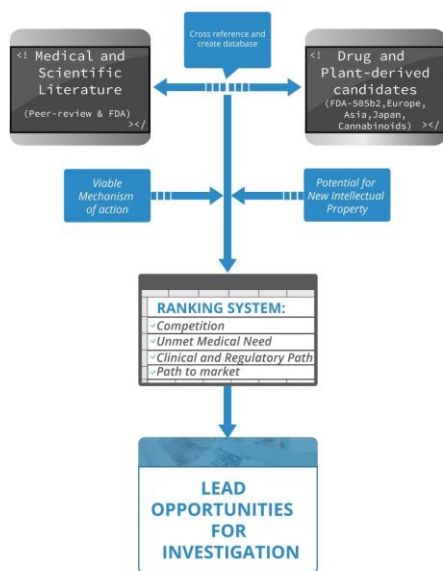 Cross reference and
create database
<! Medical and
Scientific
Literature
(Peer-review & FDA)
></
<! Drug and
Plant-derived
candidates
(FDA-505b2,Europe,
Asia,Japan,
Cannabinoids)
></
Viable
Mechanism
of action
Potential for
New Intellectual
Property
RANKING SYSTEM:
✓Competition
✓Unmet Medical Need
✓Clinical and Regulatory Path
✓Path to market
LEAD
OPPORTUNITIES
FOR
INVESTIGATION